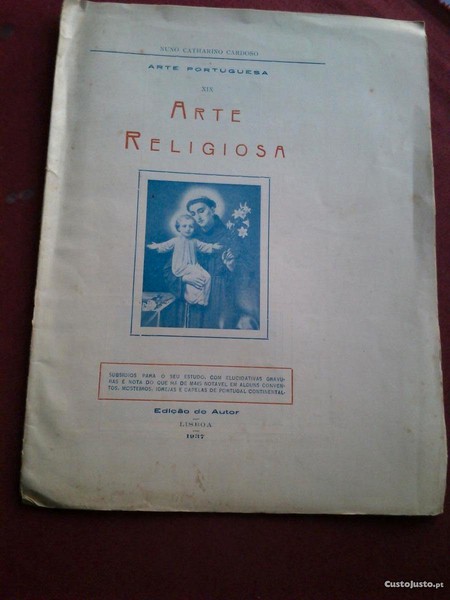 NUNO CATHARINO CARDOSO
ARTE PORTUGUESA
XIX
ARTE
RELIGIOSA
SUBSIDIOS PARA O SEU ESTUDO, COM ELUCIDATIVAS GRAVU-
RAS E NOTA DO QUE HÁ DE MAIS NOTAVEL EM ALGUNS CONVEN-
TOS, MOSTEIROS, IGREJAS E CAPELAS DE PORTUGAL CONTINENTAL-
Edição do Autor
LISBOA
1937
CustoJusto.pt